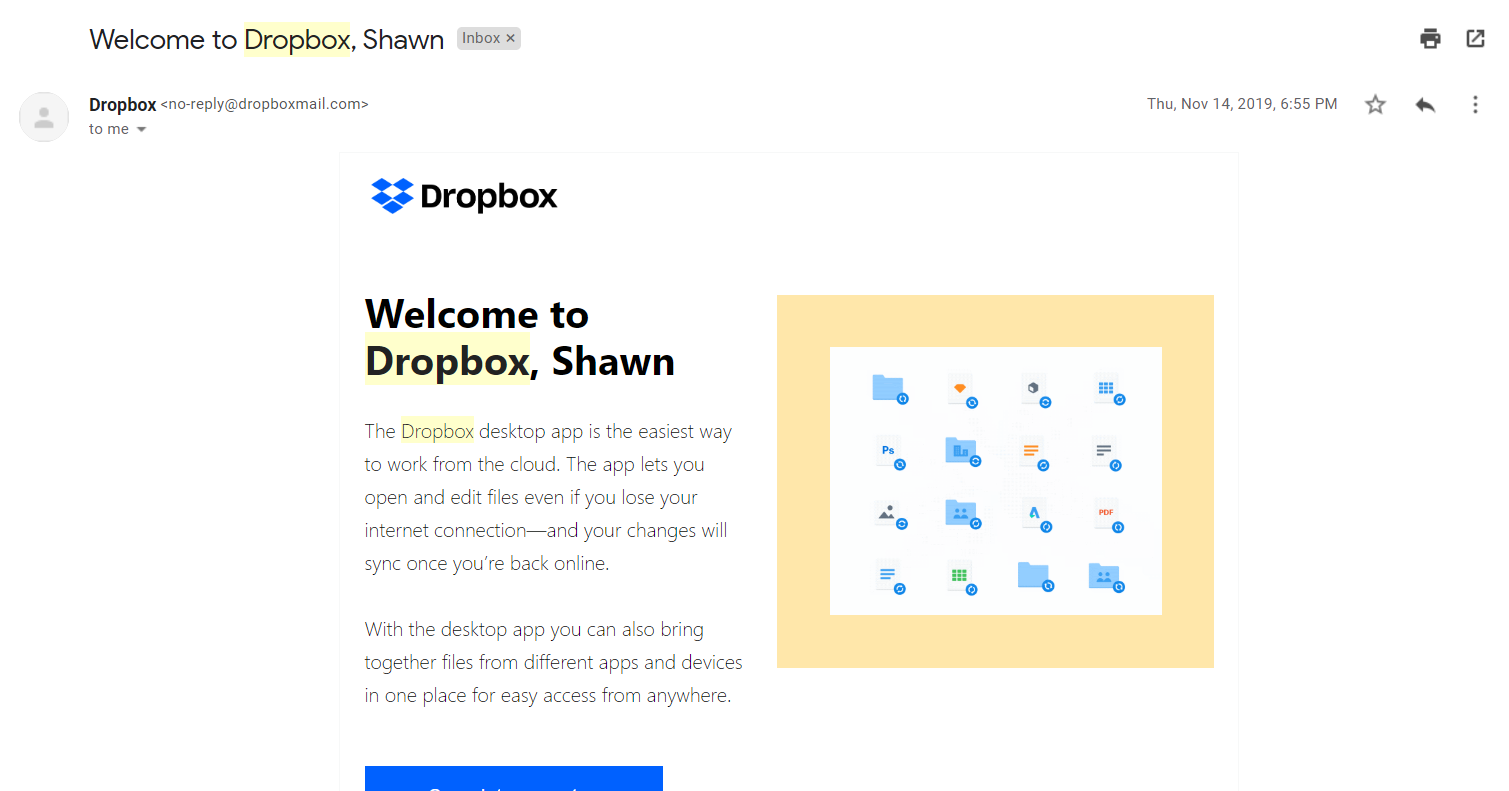 Welcome to Dropbox, Shawn Inbox ×
Dropbox <no-reply@dropboxmail.com> Thu, Nov 14, 2019, 6:55 PM
to me
Dropbox
Welcome to
Dropbox, Shawn
The Dropbox desktop app is the easiest way
to work from the cloud. The app lets you
open and edit files even if you lose your
internet connection—and your changes will
sync once you’re back online.
With the desktop app you can also bring
together files from different apps and devices
in one place for easy access from anywhere.
Ps
PDF